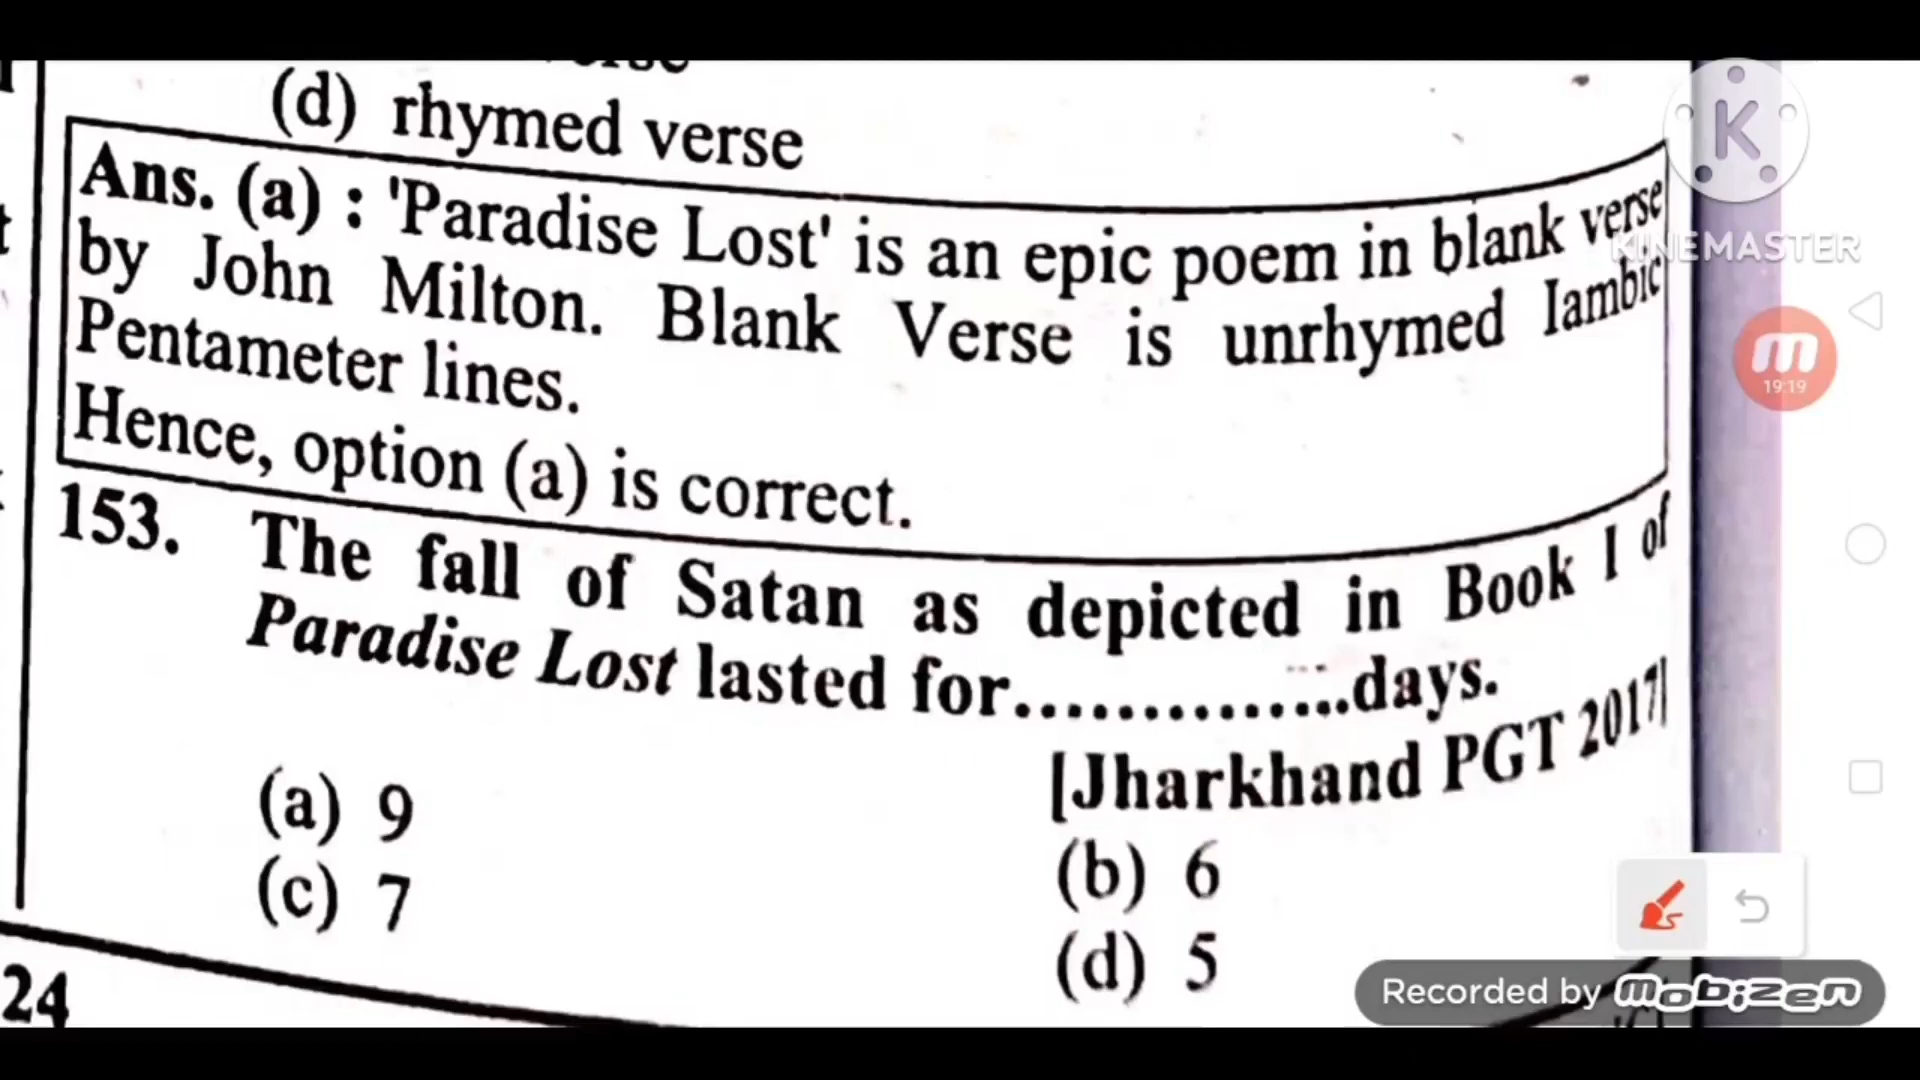 (d) rhymed verse
Ans. (a) : 'Paradise Lost' is an epic poem in blank verse
by John Milton. Blank Verse is unrhymed Iambic
Pentameter lines.
Hence, option (a) is correct.
153. The fall of Satan as depicted in Book I of
Paradise Lost lasted for..............days.
[Jharkhand PGT 2017]
(a) 9
(b) 6
(c) 7
(d) 5
24
K
KINEMASTER
19:19
Recorded by mobizen